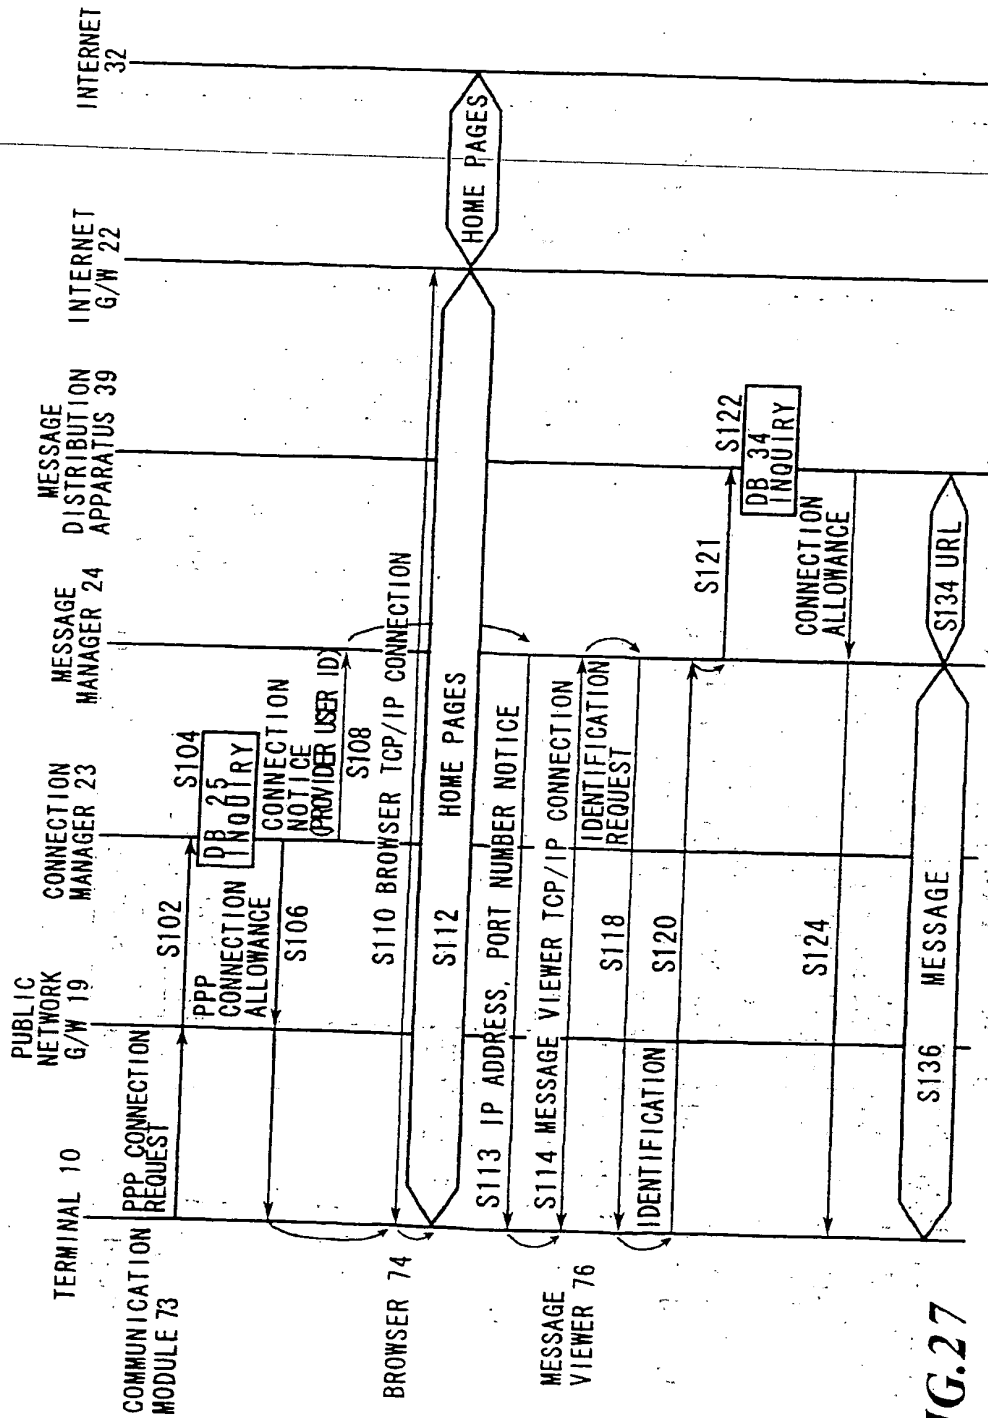 TERMINAL 10
PUBLIC
NETWORK
G/W 19
CONNECTION
MANAGER 23
MESSAGE
MANAGER 24
MESSAGE
DISTRIBUTION
APPARATUS 39
INTERNET
G/W 22
INTERNET
32
COMMUNICATION
MODULE 73
PPP CONNECTION
REQUEST
S102
S104
DB 25
INQUIRY
PPP
CONNECTION
ALLOWANCE
S106
CONNECTION
NOTICE
(PROVIDER USER ID)
S108
BROWSER 74
S110 BROWSER TCP/IP CONNECTION
S112
HOME PAGES
HOME PAGES
S113 IP ADDRESS, PORT NUMBER NOTICE
MESSAGE
VIEWER 76
S114 MESSAGE VIEWER TCP/IP CONNECTION
IDENTIFICATION
REQUEST
S118
IDENTIFICATION
S120
S121
S122
DB 34
INQUIRY
CONNECTION
ALLOWANCE
S124
S134 URL
S136
MESSAGE
IG.27